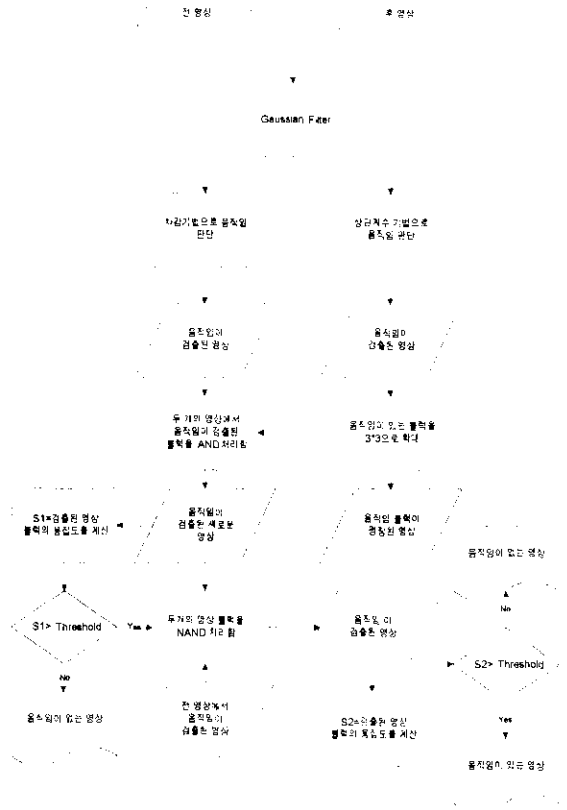 전 영상
후 영상
Gaussian Filter
차감기법으로 움직임
판단
상관계수 기법으로
움직임 판단
움직임이
검출된 영상
움직임이
검출된 영상
두개의 영상에서
움직임이 검출된
블럭을 AND처리함
움직임이 있는 블럭을
3*3으로 확대
S1=검출된 영상
블럭의 응집도를 계산
움직임이
검출된 새로운
영상
움직임 블럭이
팽창된 영상
움직임이 없는 영상
No
S1> Threshold
Yes
두개의 영상 블럭을
NAND 처리함
움직임 이
검출된 영상
S2> Threshold
No
움직임이 없는 영상
전 영상에서
움직임이
검출된 영상
S2=검출된 영상
블럭의 응집도를 계산
Yes
움직임이 있는 영상